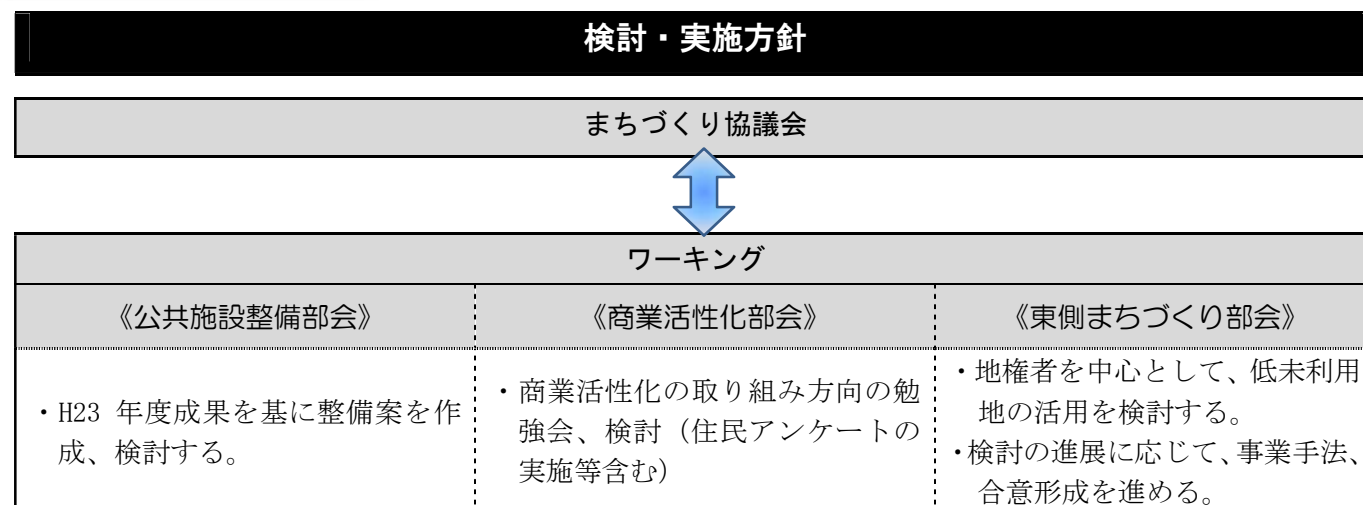 検討・実施方針
まちづくり協議会
ワーキング
《公共施設整備部会》
・H23 年度成果を基に整備案を作
成、検討する。
《商業活性化部会》
・商業活性化の取り組み方向の勉
強会、検討（住民アンケートの
実施等含む）
《東側まちづくり部会》
・地権者を中心として、低未利用
地の活用を検討する。
・検討の進展に応じて、事業手法、
合意形成を進める。